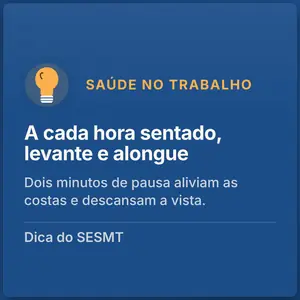 SAÚDE NO TRABALHO
A cada hora sentado,
levante e alongue
Dois minutos de pausa aliviam as
costas e descansam a vista.
Dica do SESMT